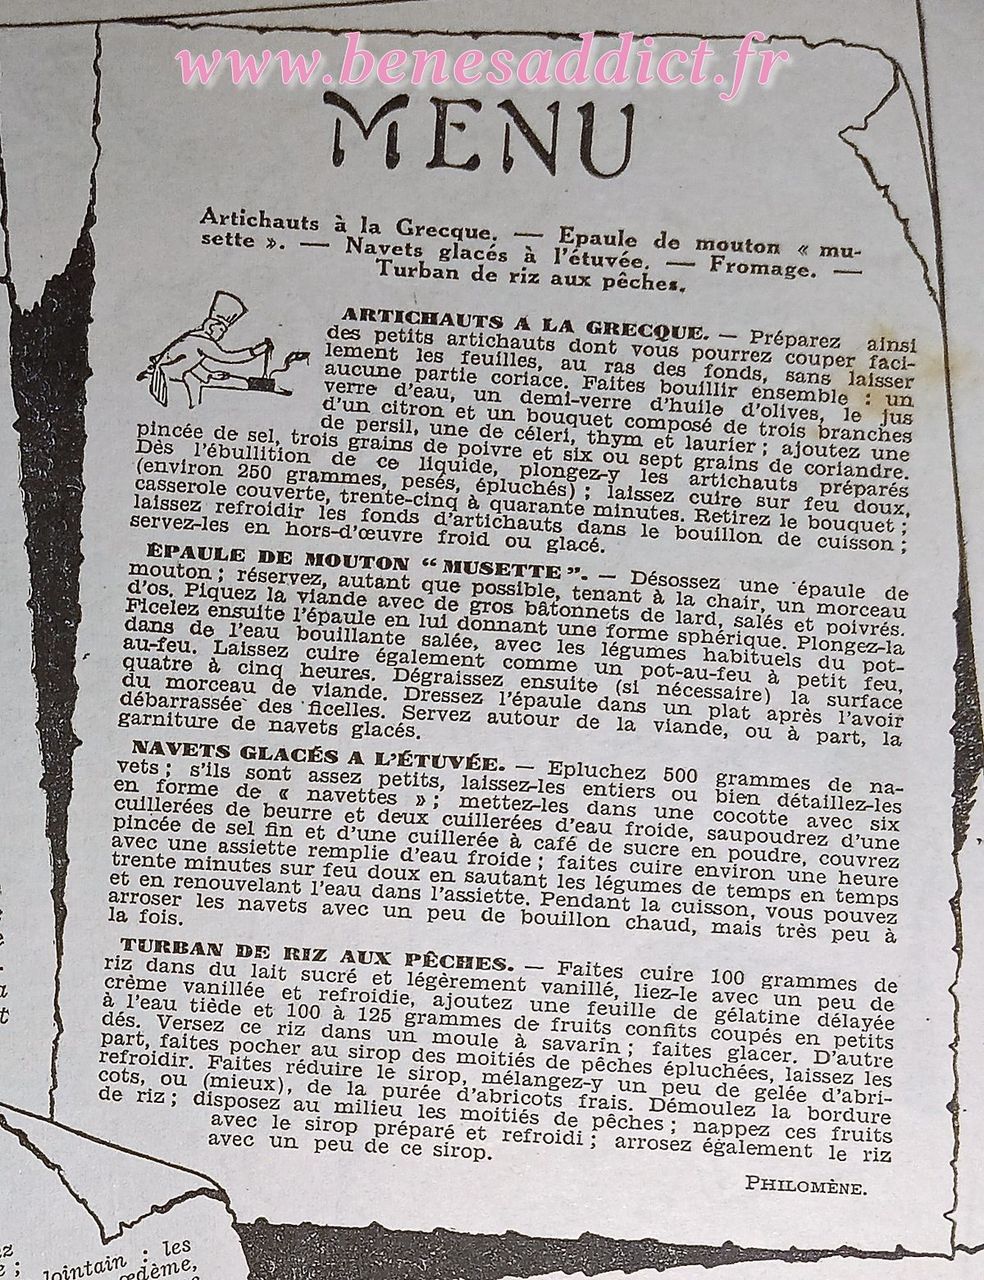 www.benesaddict.fr
MENU
Artichauts à la Grecque. — Epaule de mouton « mu-
sette ». — Navets glacés à l'étuvée. — Fromage. —
Turban de riz aux pêches.
ARTICHAUTS A LA GRECQUE. — Préparez ainsi
des petits artichauts dont vous pourrez couper faci-
lement les feuilles, au ras des fonds, sans laisser
aucune partie coriace. Faites bouillir ensemble : un
verre d'eau, un demi-verre d'huile d'olives, le jus
d'un citron et un bouquet composé de trois branches
de persil, une de céleri, thym et laurier ; ajoutez une
pincée de sel, trois grains de poivre et six ou sept grains de coriandre.
Dès l'ébullition de ce liquide, plongez-y les artichauts préparés
(environ 250 grammes, pesés, épluchés) ; laissez cuire sur feu doux,
casserole couverte, trente-cinq à quarante minutes. Retirez le bouquet ;
laissez refroidir les fonds d'artichauts dans le bouillon de cuisson ;
servez-les en hors-d'œuvre froid ou glacé.
ÉPAULE DE MOUTON “ MUSETTE ”. — Désossez une épaule de
mouton ; réservez, autant que possible, tenant à la chair, un morceau
d'os. Piquez la viande avec de gros bâtonnets de lard, salés et poivrés.
Ficelez ensuite l'épaule en lui donnant une forme sphérique. Plongez-la
dans de l'eau bouillante salée, avec les légumes habituels du pot-
au-feu. Laissez cuire également comme un pot-au-feu à petit feu,
quatre à cinq heures. Dégraissez ensuite (si nécessaire) la surface
du morceau de viande. Dressez l'épaule dans un plat après l'avoir
débarrassée des ficelles. Servez autour de la viande, ou à part, la
garniture de navets glacés.
NAVETS GLACÉS A L'ÉTUVÉE. — Epluchez 500 grammes de na-
vets ; s'ils sont assez petits, laissez-les entiers ou bien détaillez-les
en forme de « navettes » ; mettez-les dans une cocotte avec six
cuillerées de beurre et deux cuillerées d'eau froide, saupoudrez d'une
pincée de sel fin et d'une cuillerée à café de sucre en poudre, couvrez
avec une assiette remplie d'eau froide ; faites cuire environ une heure
trente minutes sur feu doux en sautant les légumes de temps en temps
et en renouvelant l'eau dans l'assiette. Pendant la cuisson, vous pouvez
arroser les navets avec un peu de bouillon chaud, mais très peu à
la fois.
TURBAN DE RIZ AUX PÊCHES. — Faites cuire 100 grammes de
riz dans du lait sucré et légèrement vanillé, liez-le avec un peu de
crème vanillée et refroidie, ajoutez une feuille de gélatine délayée
à l'eau tiède et 100 à 125 grammes de fruits confits coupés en petits
dés. Versez ce riz dans un moule à savarin ; faites glacer. D'autre
part, faites pocher au sirop des moitiés de pêches épluchées, laissez les
refroidir. Faites réduire le sirop, mélangez-y un peu de gelée d'abri-
cots, ou (mieux), de la purée d'abricots frais. Démoulez la bordure
de riz ; disposez au milieu les moitiés de pêches ; nappez ces fruits
avec le sirop préparé et refroidi ; arrosez également le riz
avec un peu de ce sirop.
PHILOMÈNE.
lointain : les